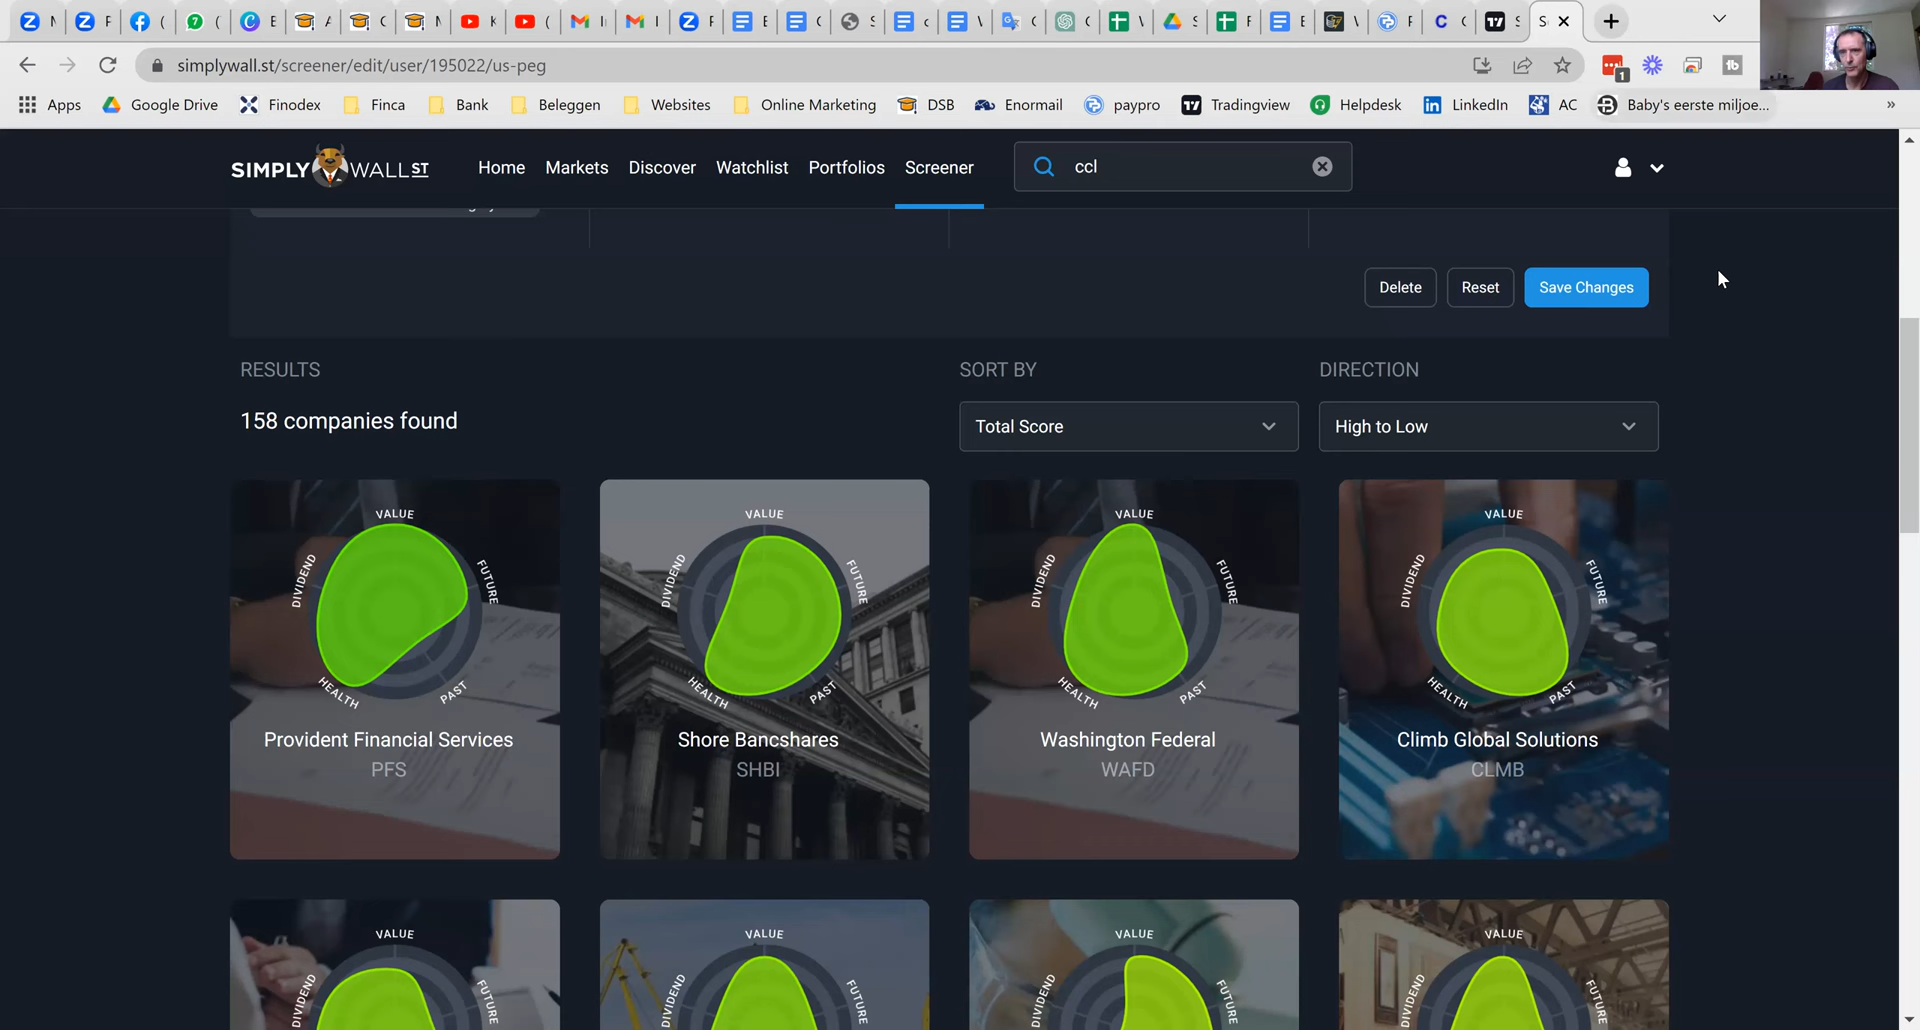 simplywall.st/screener/edit/user/195022/us-peg
1
Apps
Google Drive
Finodex
Finca
Bank
Beleggen
Websites
Online Marketing
DSB
Enormail
paypro
Tradingview
Helpdesk
LinkedIn
AC
Baby's eerste miljoe...
»
SIMPLY WALL ST
Home
Markets
Discover
Watchlist
Portfolios
Screener
ccl
Delete
Reset
Save Changes
RESULTS
SORT BY
DIRECTION
158 companies found
Total Score
High to Low
VALUE
FUTURE
PAST
HEALTH
DIVIDEND
Provident Financial Services
PFS
VALUE
FUTURE
PAST
HEALTH
DIVIDEND
Shore Bancshares
SHBI
VALUE
FUTURE
PAST
HEALTH
DIVIDEND
Washington Federal
WAFD
VALUE
FUTURE
PAST
HEALTH
DIVIDEND
Climb Global Solutions
CLMB
VALUE
FUTURE
DIVIDEND
VALUE
FUTURE
DIVIDEND
VALUE
FUTURE
DIVIDEND
VALUE
FUTURE
DIVIDEND